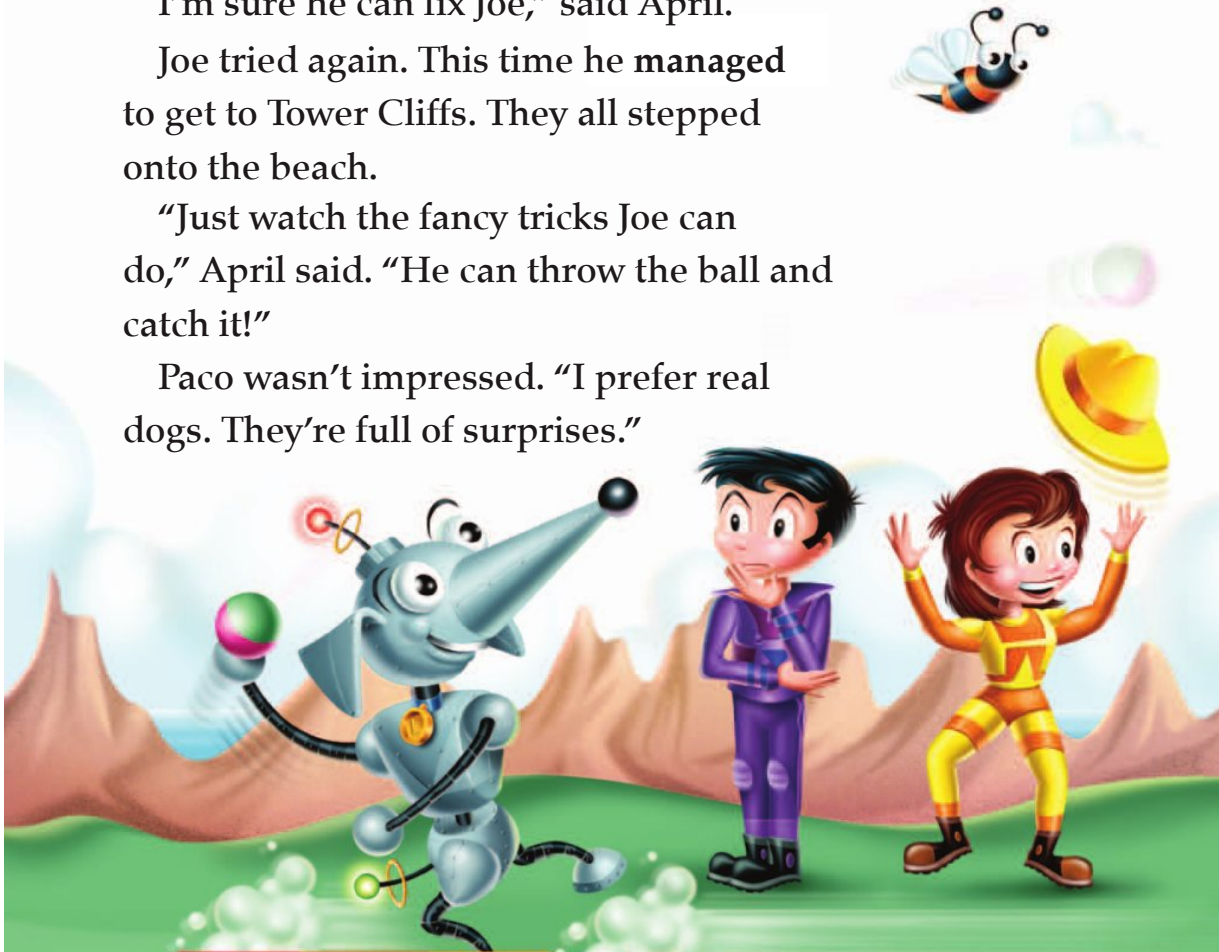 I'm sure he can fix Joe,” said April.
Joe tried again. This time he managed
to get to Tower Cliffs. They all stepped
onto the beach.
“Just watch the fancy tricks Joe can
do,” April said. “He can throw the ball and
catch it!”
Paco wasn’t impressed. “I prefer real
dogs. They’re full of surprises.”